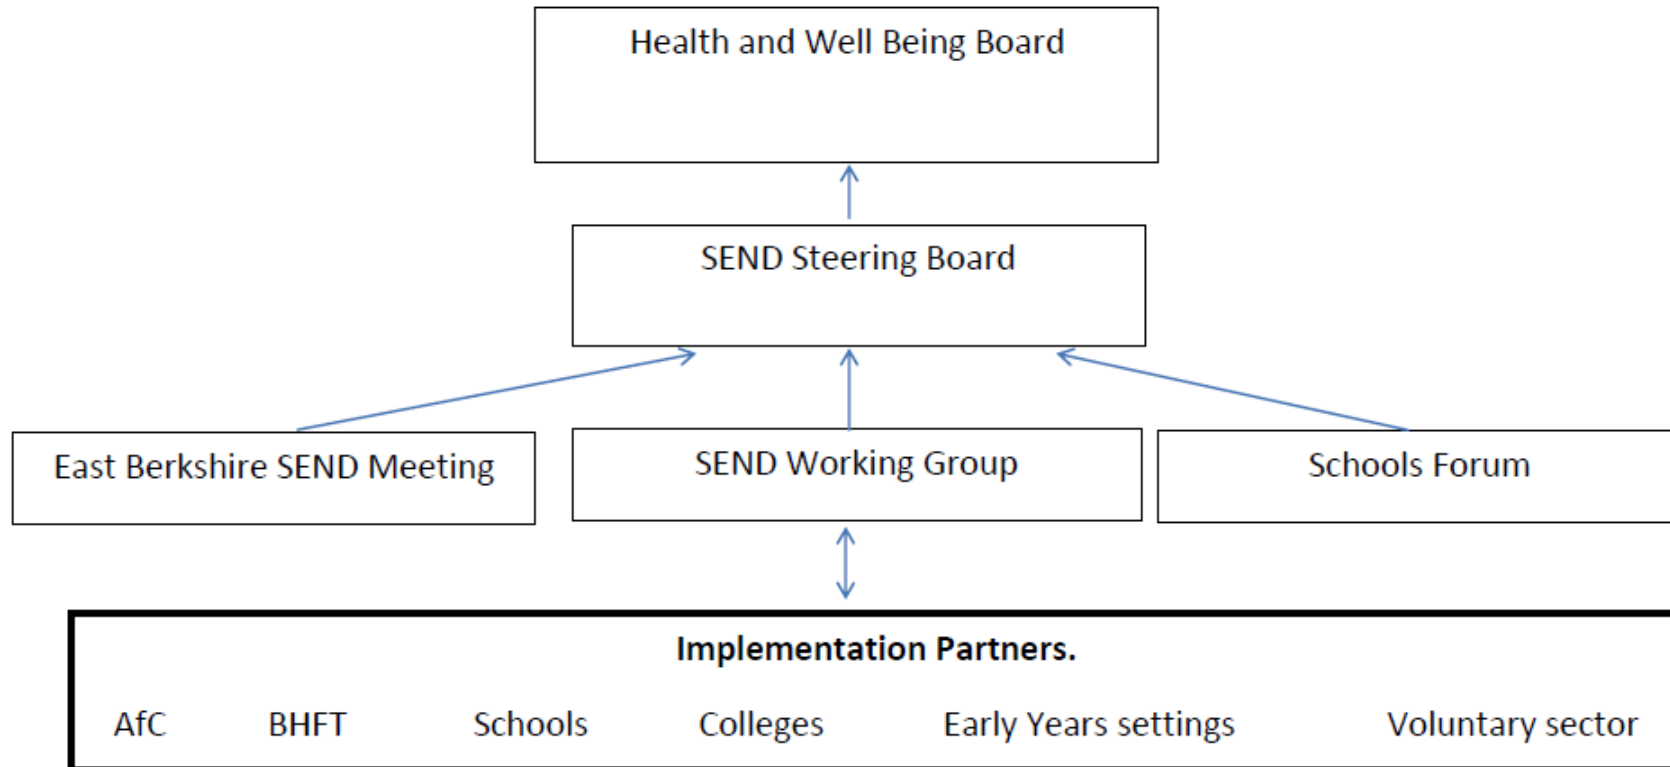 Health and Well Being Board
SEND Steering Board
East Berkshire SEND Meeting
SEND Working Group
Schools Forum
Implementation Partners.
AfC BHFT Schools Colleges Early Years settings Voluntary sector